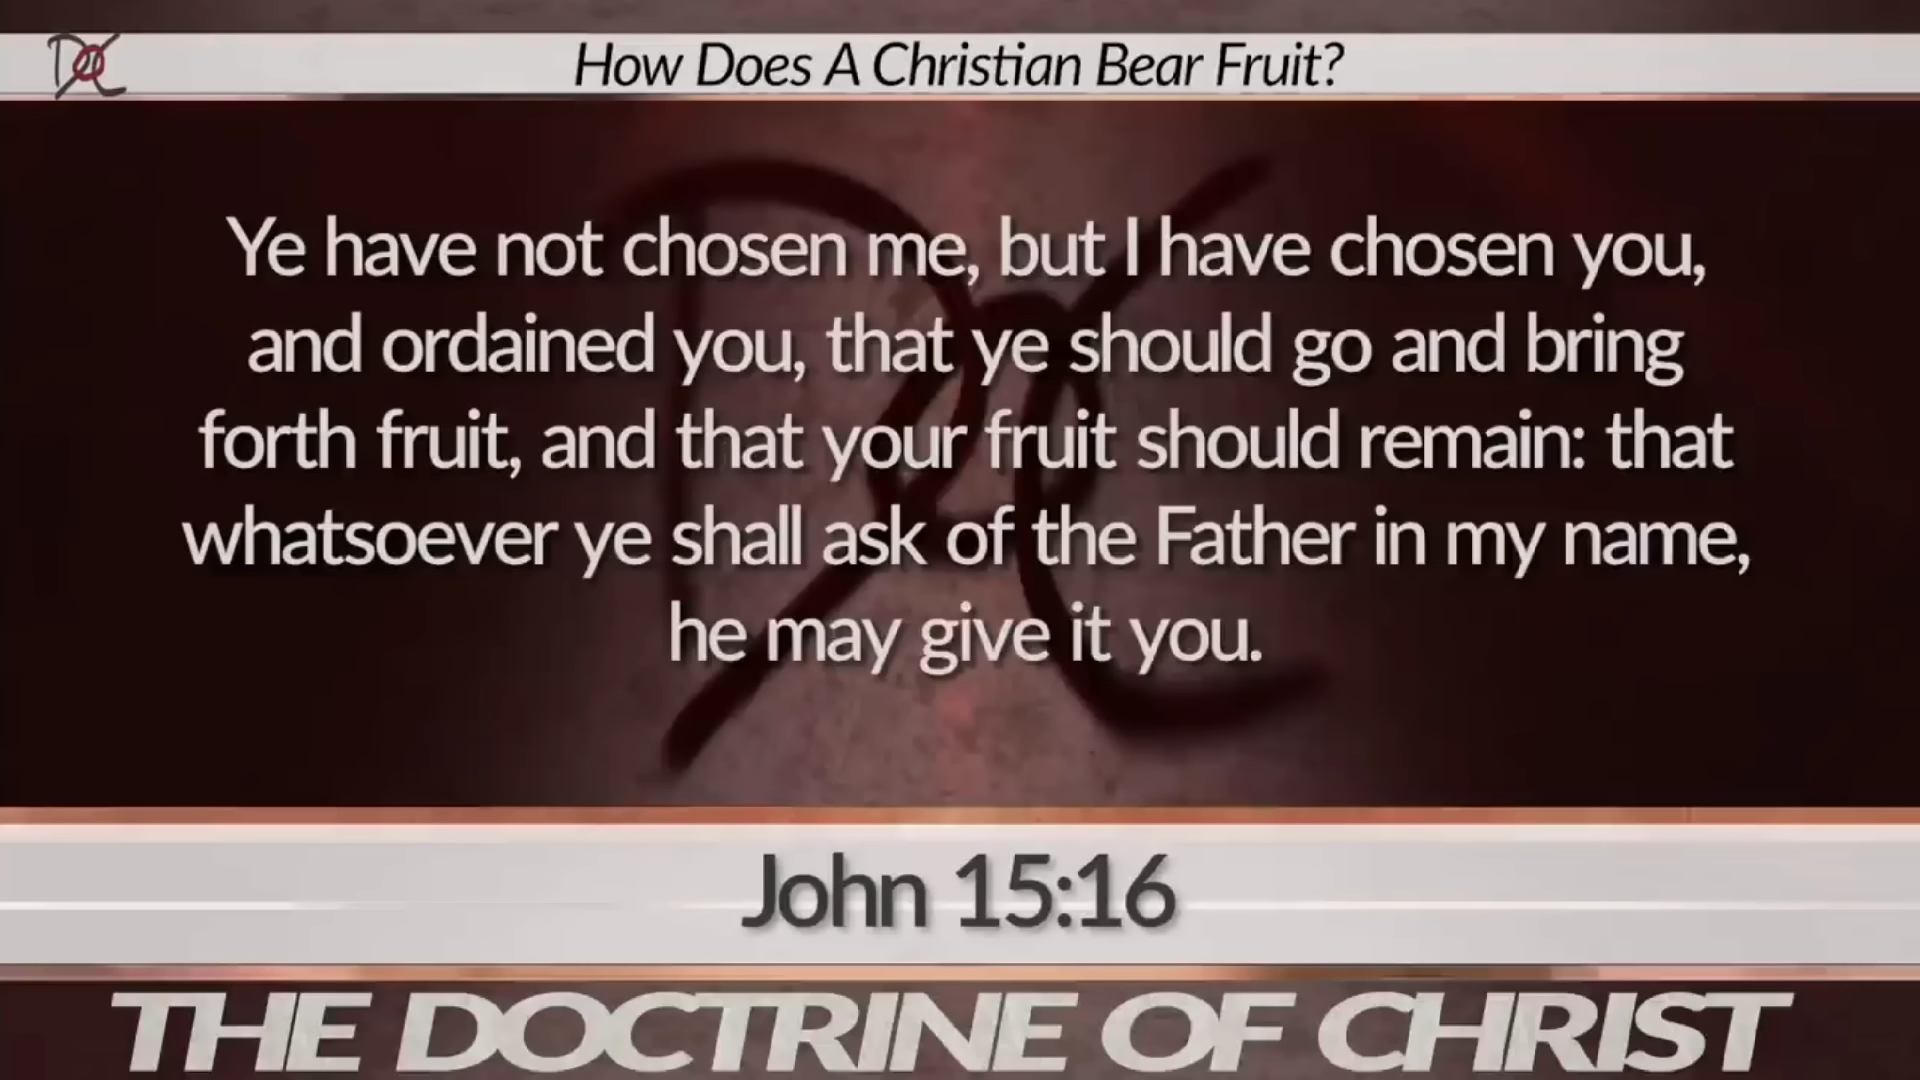 How Does A Christian Bear Fruit?
Ye have not chosen me, but I have chosen you,
and ordained you, that ye should go and bring
forth fruit, and that your fruit should remain: that
whatsoever ye shall ask of the Father in my name,
he may give it you.
John 15:16
THE DOCTRINE OF CHRIST